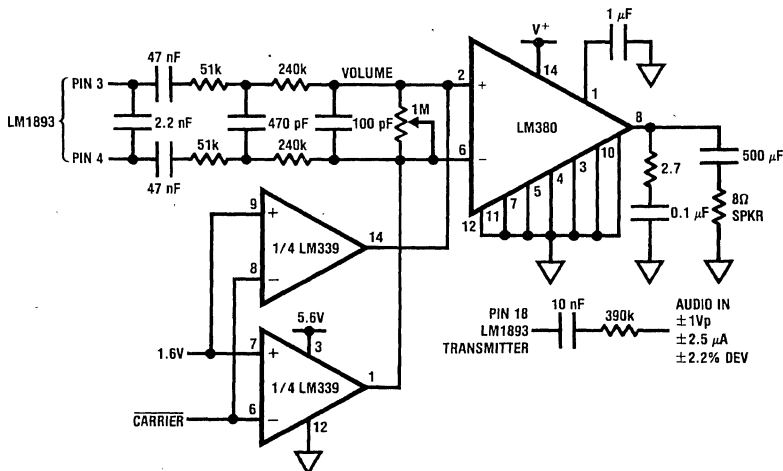 47 nF
51k
240k
VOLUME
PIN 3
LM1893
2.2 nF
470 pF
100 pF
1M
PIN 4
47 nF
51k
240k
V+
1 µF
2
+
14
1
LM380
8
6
−
12
11
7
5
4
3
10
2.7
0.1 µF
500 µF
8Ω
SPKR
9
+
1/4 LM339
14
8
−
5.6V
3
1.6V
7
+
1/4 LM339
1
CARRIER
6
−
12
PIN 18
LM1893
TRANSMITTER
10 nF
390k
AUDIO IN
±1Vp
±2.5 µA
±2.2% DEV